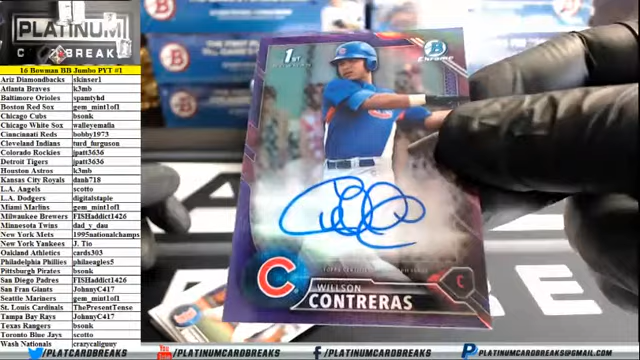 PLATINUM
CARDBREAKS
16 Bowman BB Jumbo PYT #1
Ariz Diamondbacks skinser1
Atlanta Braves k3mb
Baltimore Orioles spamtyhd
Boston Red Sox gem_mint1of1
Chicago Cubs bsonk
Chicago White Sox walleyemafia
Cinncinnati Reds bobby1973
Cleveland Indians turd_furguson
Colorado Rockies jpatt3636
Detroit Tigers jpatt3636
Houston Astros k3mb
Kansas City Royals danh718
L.A. Angels scotto
L.A. Dodgers digitalstaple
Miami Marlins gem_mint1of1
Milwaukee Brewers FISHaddict1426
Minnesota Twins dad_y_dau
New York Mets 1995nationalchamps
New York Yankees J. Tio
Oakland Athletics cards303
Philadelphia Phillies phileagles5
Pittsburgh Pirates bsonk
San Diego Padres FISHaddict1426
San Fran Giants JohnnyC417
Seattle Mariners gem_mint1of1
St. Louis Cardinals ThePresentTense
Tampa Bay Rays JohnnyC417
Texas Rangers bsonk
Toronto Blue Jays scotto
Wash Nationals crazycaliguuy
1ST
B
Chrome
C
WILLSON
CONTRERAS
C
/PLATCARDBREAKS
/PLATINUMCARDBREAKS
/PLATINUMCARDBREAKS
PLATINUMCARDBREAKS@GMAIL.COM